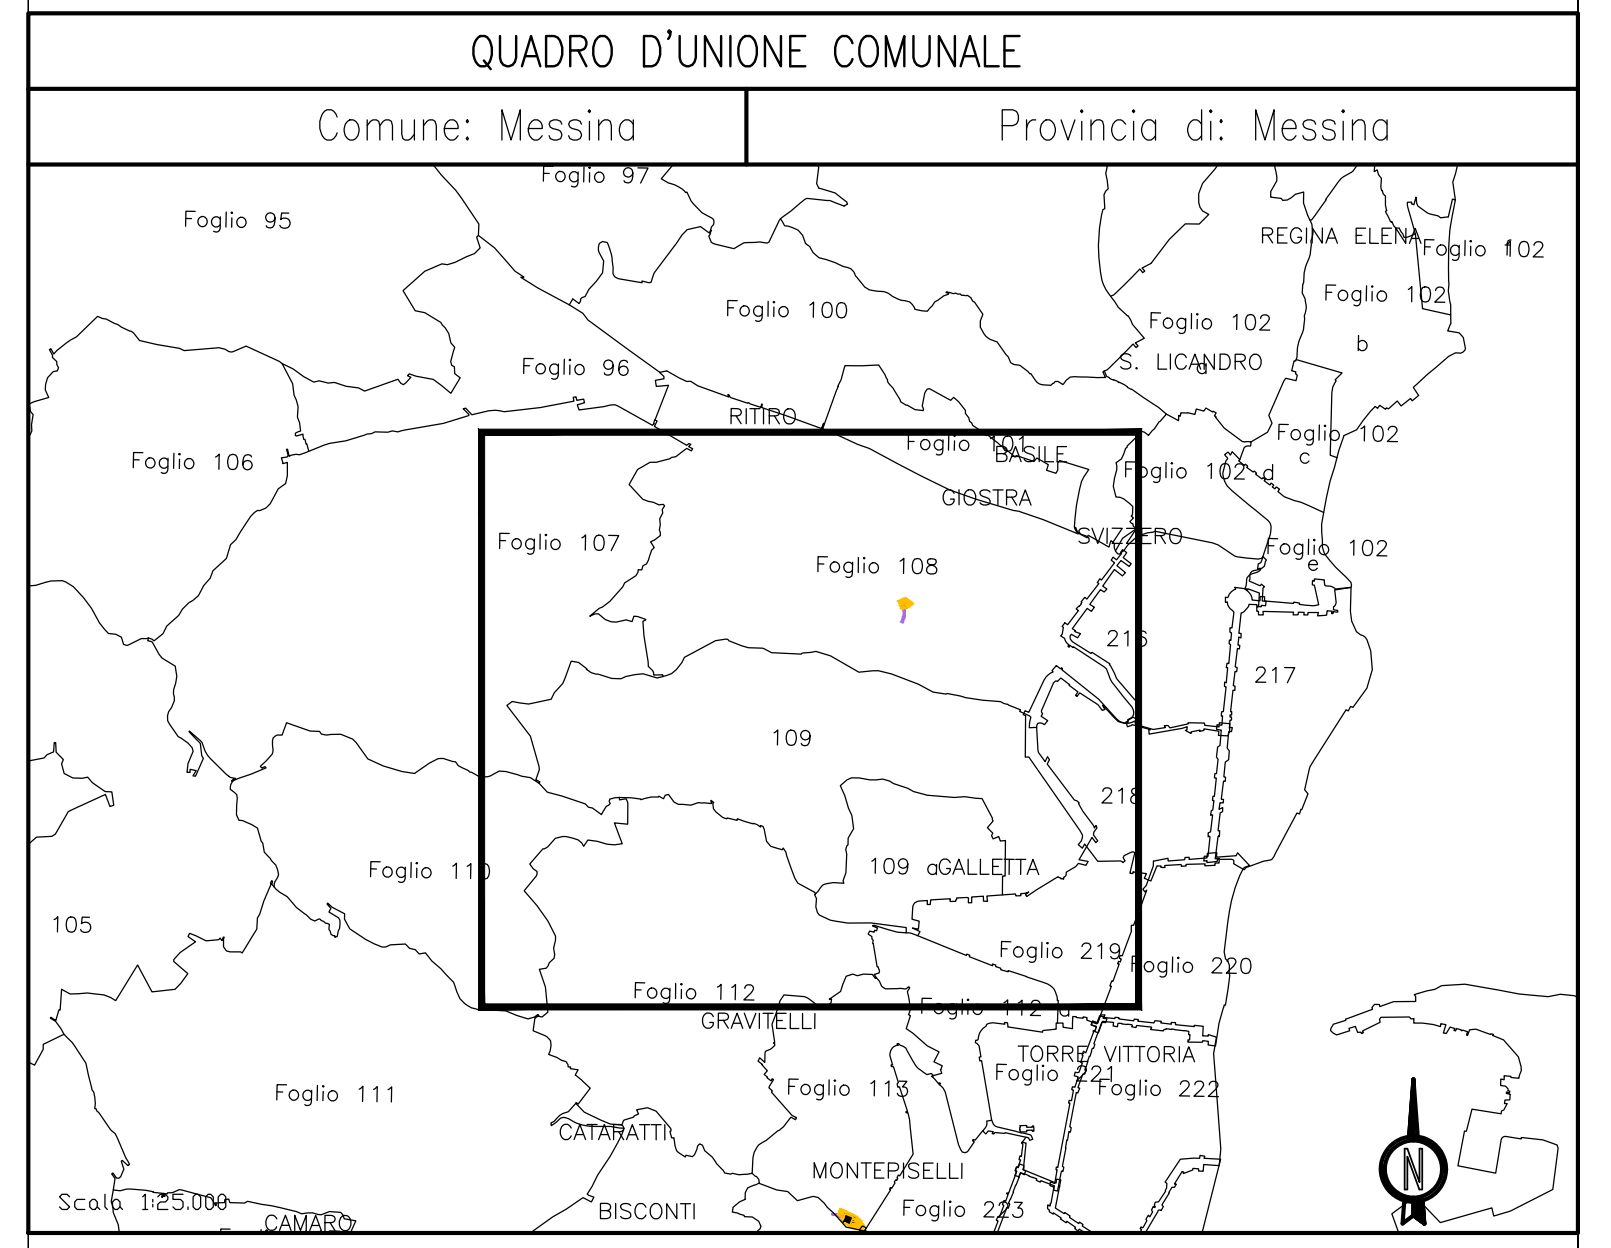 QUADRO D'UNIONE COMUNALE
Comune: Messina
Provincia di: Messina
Foglio 97
Foglio 95
REGINA ELENA
Foglio 102
f
Foglio 102
b
Foglio 100
Foglio 102
a
S. LICANDRO
Foglio 96
RITIRO
Foglio 102
c
Foglio 101
BASILE
Foglio 106
Foglio 102 d
GIOSTRA
SVIZZERO
Foglio 107
Foglio 102
e
Foglio 108
216
217
109
218
109 a
GALLETTA
Foglio 110
105
Foglio 219
Foglio 220
Foglio 112
Foglio 112 a
GRAVITELLI
TORRE VITTORIA
Foglio 221
Foglio 222
Foglio 113
Foglio 111
CATARATTI
MONTEPISELLI
Scala 1:25.000
CAMARO
BISCONTI
Foglio 223
N